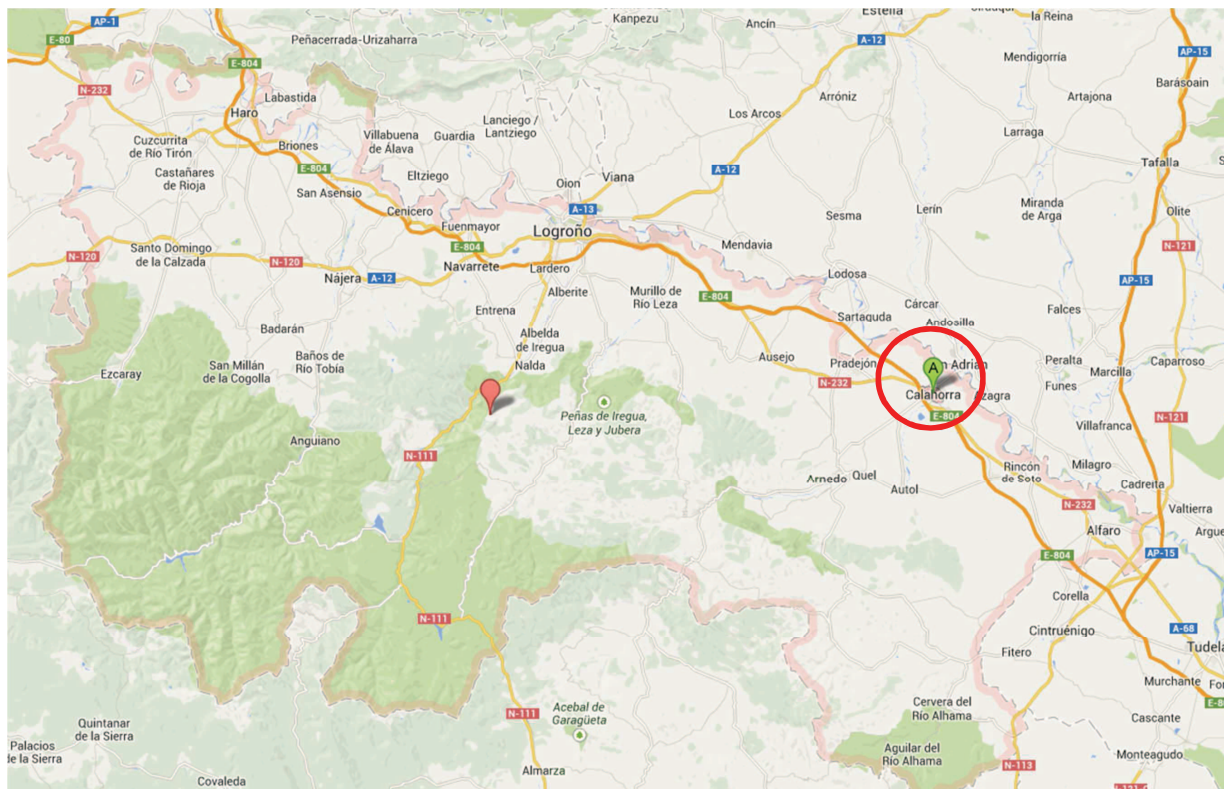 AP-1
Kanpezu
Ancín
Estella
la Reina
E-80
Peñacerrada-Urizaharra
A-12
Mendigorría
AP-15
E-804
N-232
Labastida
Barásoain
Haro
Lanciego /
Lantziego
Los Arcos
Arróniz
Artajona
Cuzcurrita
de Río Tirón
Briones
Villabuena
de Álava
Guardia
Larraga
Tafalla
Castañares
de Rioja
E-804
Eltziego
A-12
San Asensio
Oion
Viana
Cenicero
A-13
Sesma
Lerín
Miranda
de Arga
Olite
Fuenmayor
Logroño
N-120
Santo Domingo
de la Calzada
N-120
E-804
Navarrete
Lardero
Mendavia
N-121
Nájera
A-12
Alberite
Murillo de
Río Leza
E-804
Lodosa
AP-15
Entrena
Cárcar
Falces
Badarán
Albelda
de Iregua
Sartaguda
Andosilla
Ezcaray
San Millán
de la Cogolla
Baños de
Río Tobía
Nalda
Ausejo
Pradejón
A
n Adrián
Peralta
Funes
Marcilla
Caparroso
N-232
Calahorra
Azagra
Peñas de Iregua,
Leza y Jubera
E-804
N-121
Anguiano
Villafranca
N-111
Arnedo
Quel
Autol
Rincón
de Soto
Milagro
Cadreita
N-232
Valtierra
Alfaro
Argue
E-804
AP-15
Corella
N-111
Cintruénigo
A-68
Fitero
Tudela
Murchante
Cervera del
Río Alhama
Acebal de
Garagüeta
N-111
Cascante
Quintanar
de la Sierra
Palacios
de la Sierra
Aguilar del
Río Alhama
Monteagudo
Almarza
N-113
Covaleda